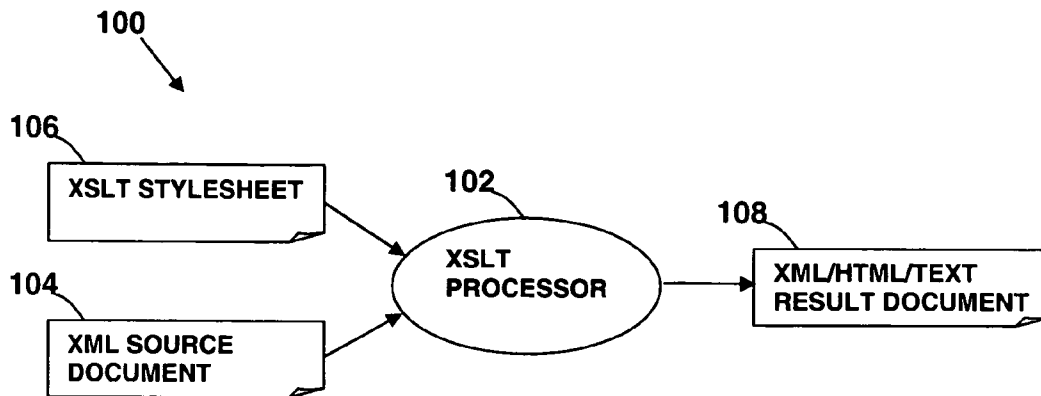 100
106
XSLT STYLESHEET
102
XSLT
PROCESSOR
108
XML/HTML/TEXT
RESULT DOCUMENT
104
XML SOURCE
DOCUMENT